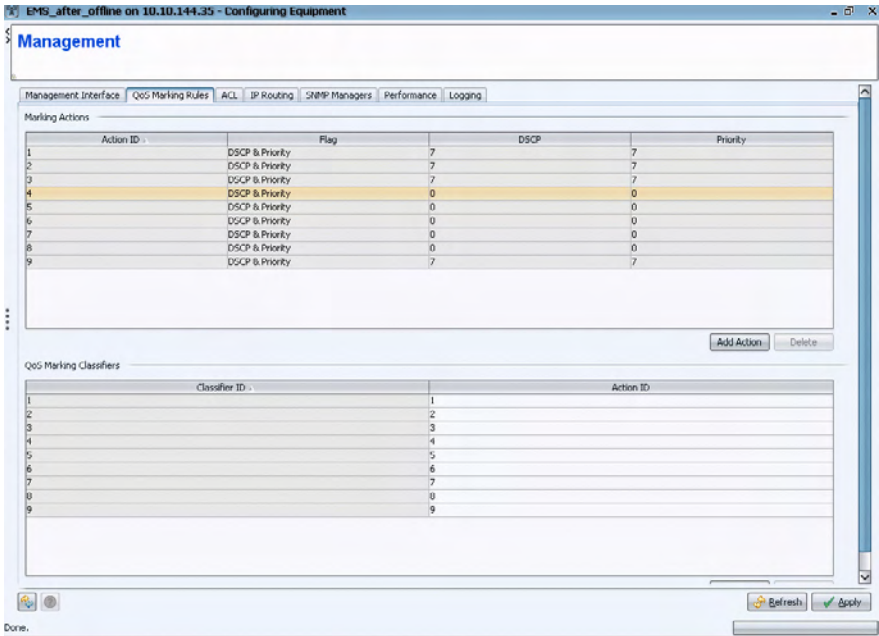 EMS_after_offline on 10.10.144.35 - Configuring Equipment
Management
Management Interface QoS Marking Rules ACL IP Routing SNMP Managers Performance Logging
Marking Actions
Action ID Flag DSCP Priority
1 DSCP & Priority 7 7
2 DSCP & Priority 7 7
3 DSCP & Priority 7 7
4 DSCP & Priority 0 0
5 DSCP & Priority 0 0
6 DSCP & Priority 0 0
7 DSCP & Priority 0 0
8 DSCP & Priority 0 0
9 DSCP & Priority 7 7
Add Action Delete
QoS Marking Classifiers
Classifier ID Action ID
1 1
2 2
3 3
4 4
5 5
6 6
7 7
8 8
9 9
Refresh Apply
Done.